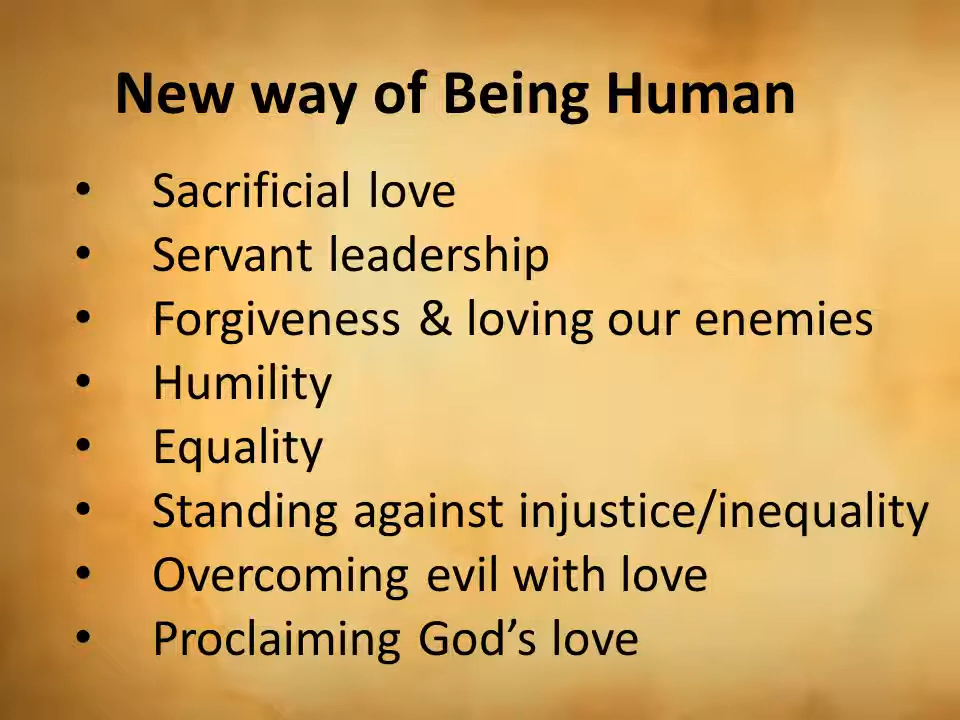 New way of Being Human
• Sacrificial love
• Servant leadership
• Forgiveness & loving our enemies
• Humility
• Equality
• Standing against injustice/inequality
• Overcoming evil with love
• Proclaiming God’s love